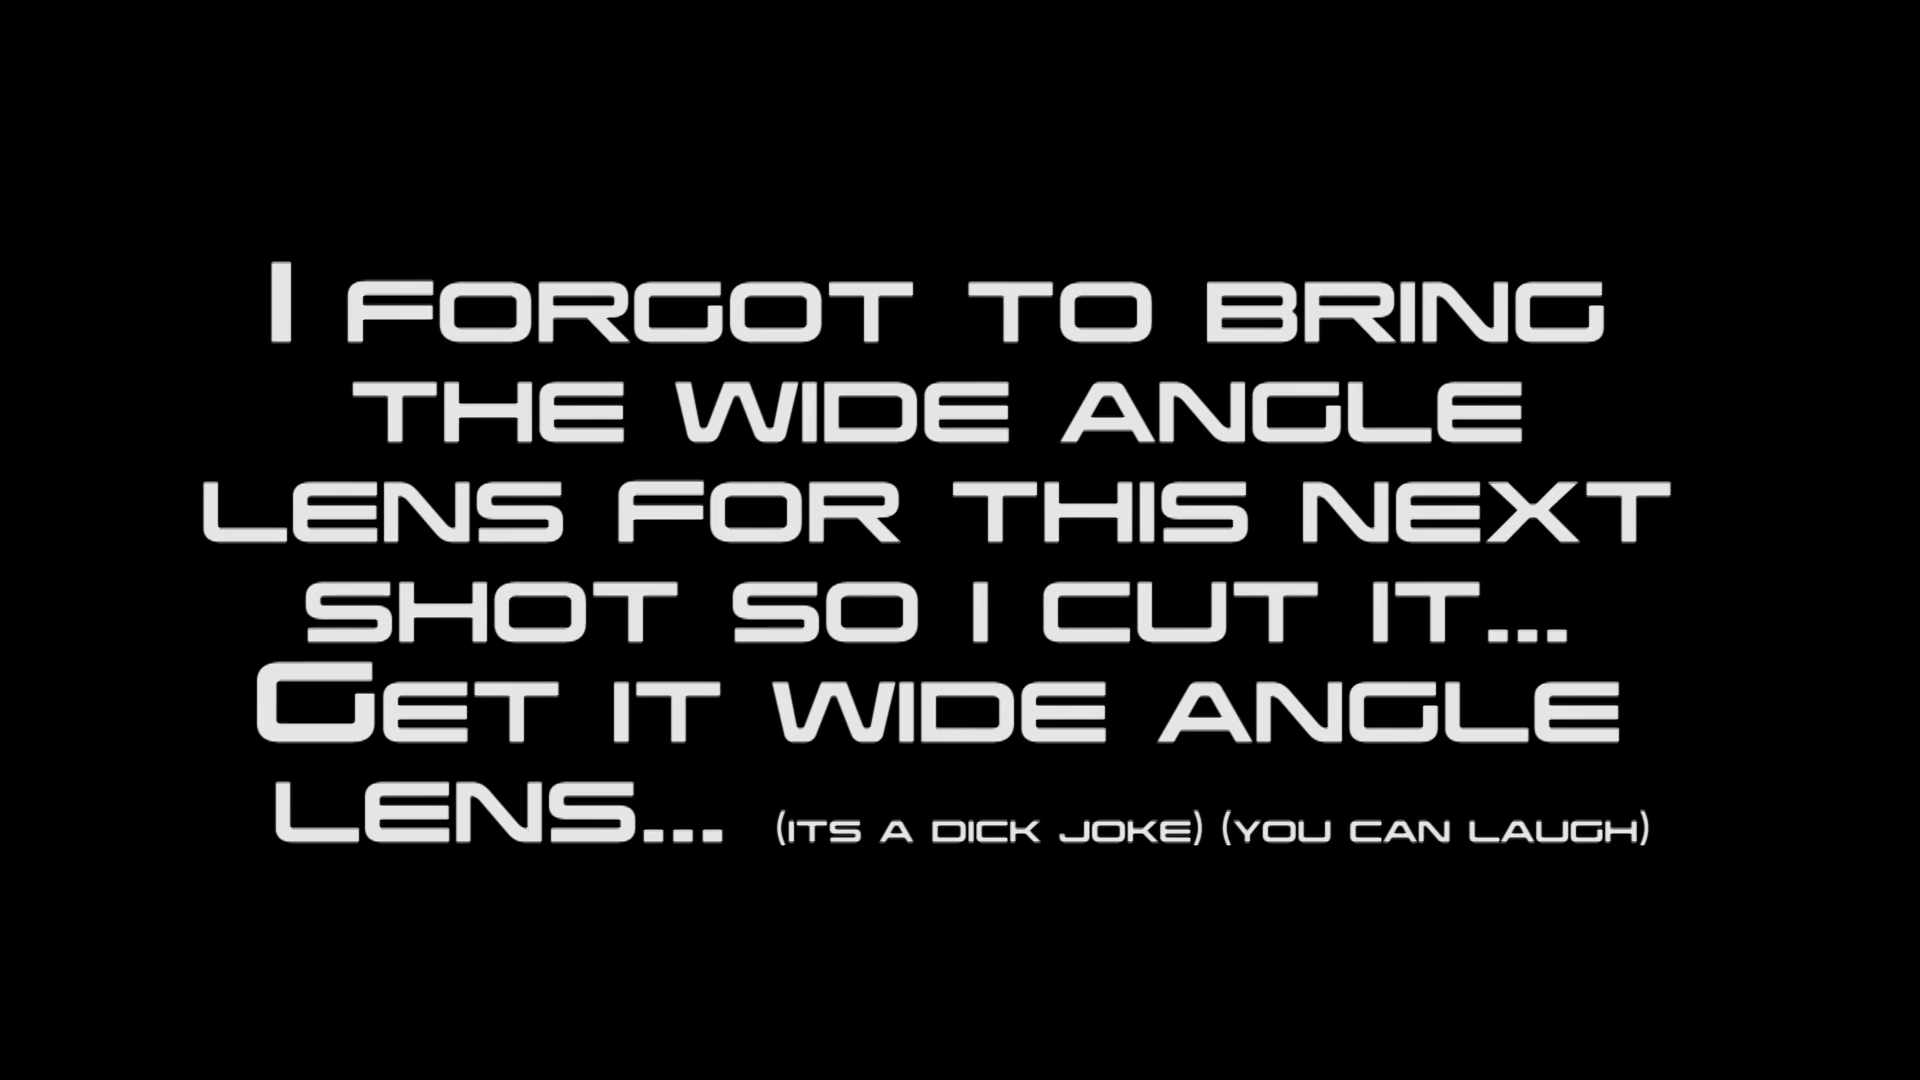 I forgot to bring
the wide angle
lens for this next
shot so i cut it...
Get it wide angle
lens... (its a dick joke) (you can laugh)